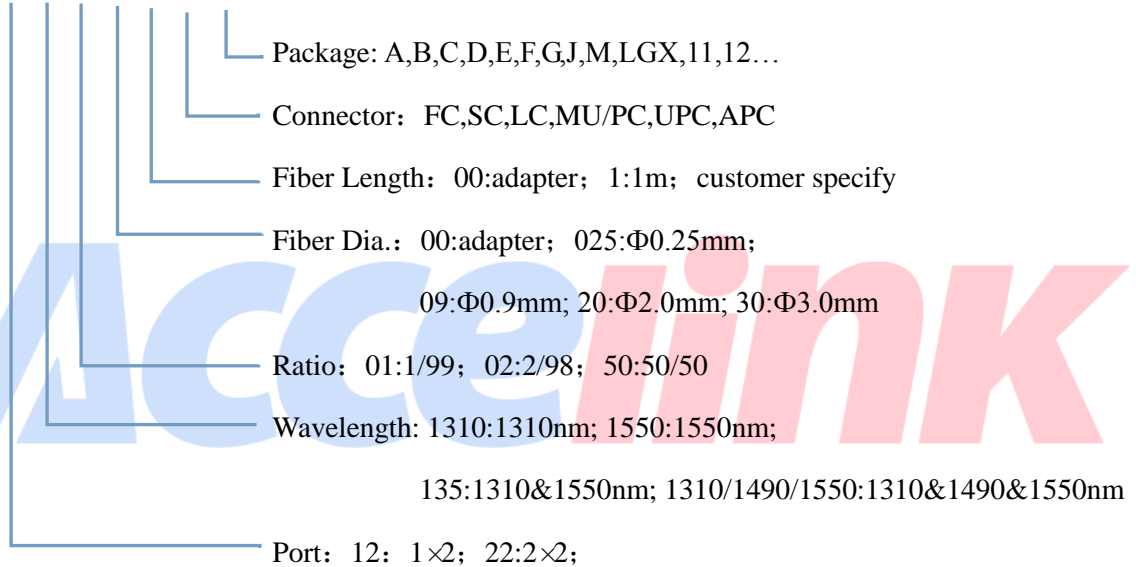 Package: A,B,C,D,E,F,G,J,M,LGX,11,12…
Connector： FC,SC,LC,MU/PC,UPC,APC
Fiber Length：00:adapter；1:1m；customer specify
Fiber Dia.：00:adapter；025:Φ0.25mm；
09:Φ0.9mm; 20:Φ2.0mm; 30:Φ3.0mm
Ratio：01:1/99；02:2/98；50:50/50
Wavelength: 1310:1310nm; 1550:1550nm;
135:1310&1550nm; 1310/1490/1550:1310&1490&1550nm
Port：12：1×2；22:2×2；
Accelink